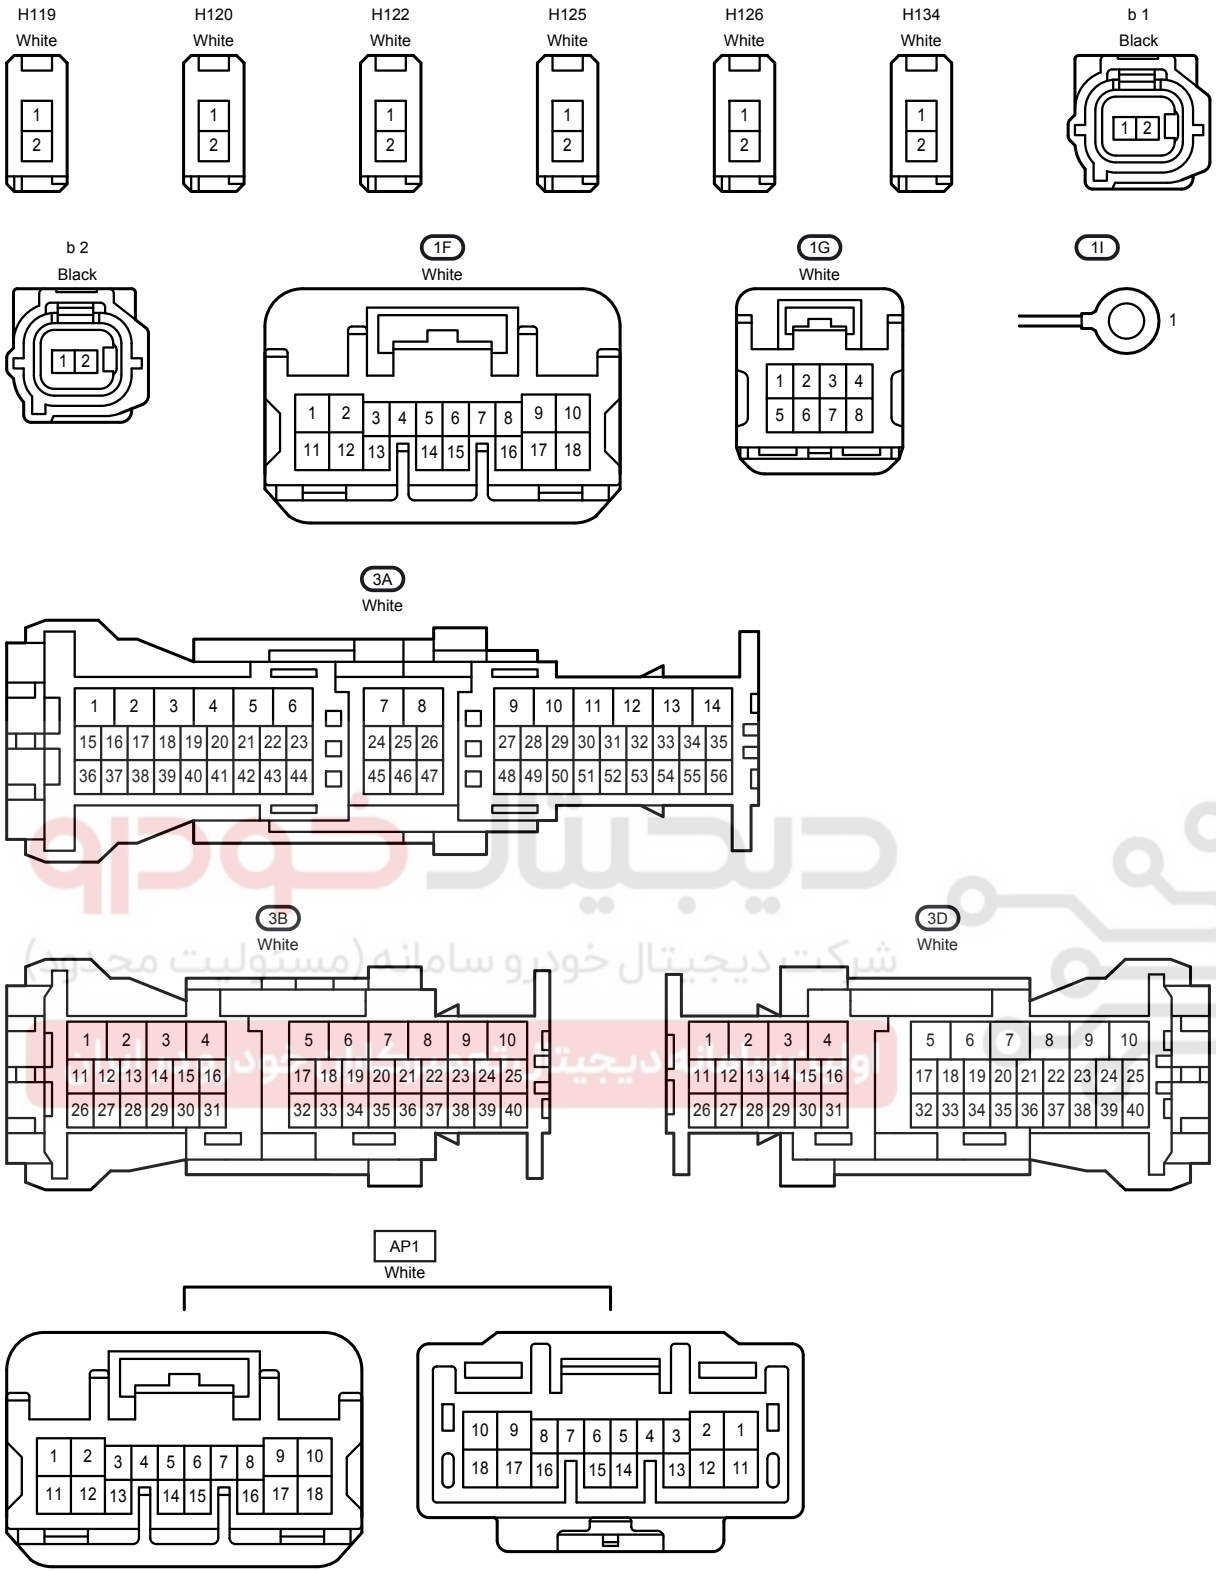 H119 H120 H122 H125 H126 H134 b 1
White White White White White White Black
1 1 1 1 1 1 1 2
2 2 2 2 2 2
b 2 1F 1G 1I
Black White White
1
1 2
1 2 3 4 5 6 7 8 9 10
11 12 13 14 15 16 17 18
1 2 3 4
5 6 7 8
3A
White
1 2 3 4 5 6 7 8 9 10 11 12 13 14
15 16 17 18 19 20 21 22 23 24 25 26 27 28 29 30 31 32 33 34 35
36 37 38 39 40 41 42 43 44 45 46 47 48 49 50 51 52 53 54 55 56
دیجیتال خودرو
3B 3D
White White
شرکت دیجیتال خودرو سامانه (مسئولیت محدود)
1 2 3 4 5 6 7 8 9 10
11 12 13 14 15 16 17 18 19 20 21 22 23 24 25
26 27 28 29 30 31 32 33 34 35 36 37 38 39 40
اولین سامانه دیجیتال تعمیرکاران خودرو در ایران
1 2 3 4 5 6 7 8 9 10
11 12 13 14 15 16 17 18 19 20 21 22 23 24 25
26 27 28 29 30 31 32 33 34 35 36 37 38 39 40
AP1
White
1 2 3 4 5 6 7 8 9 10
11 12 13 14 15 16 17 18
10 9 8 7 6 5 4 3 2 1
18 17 16 15 14 13 12 11